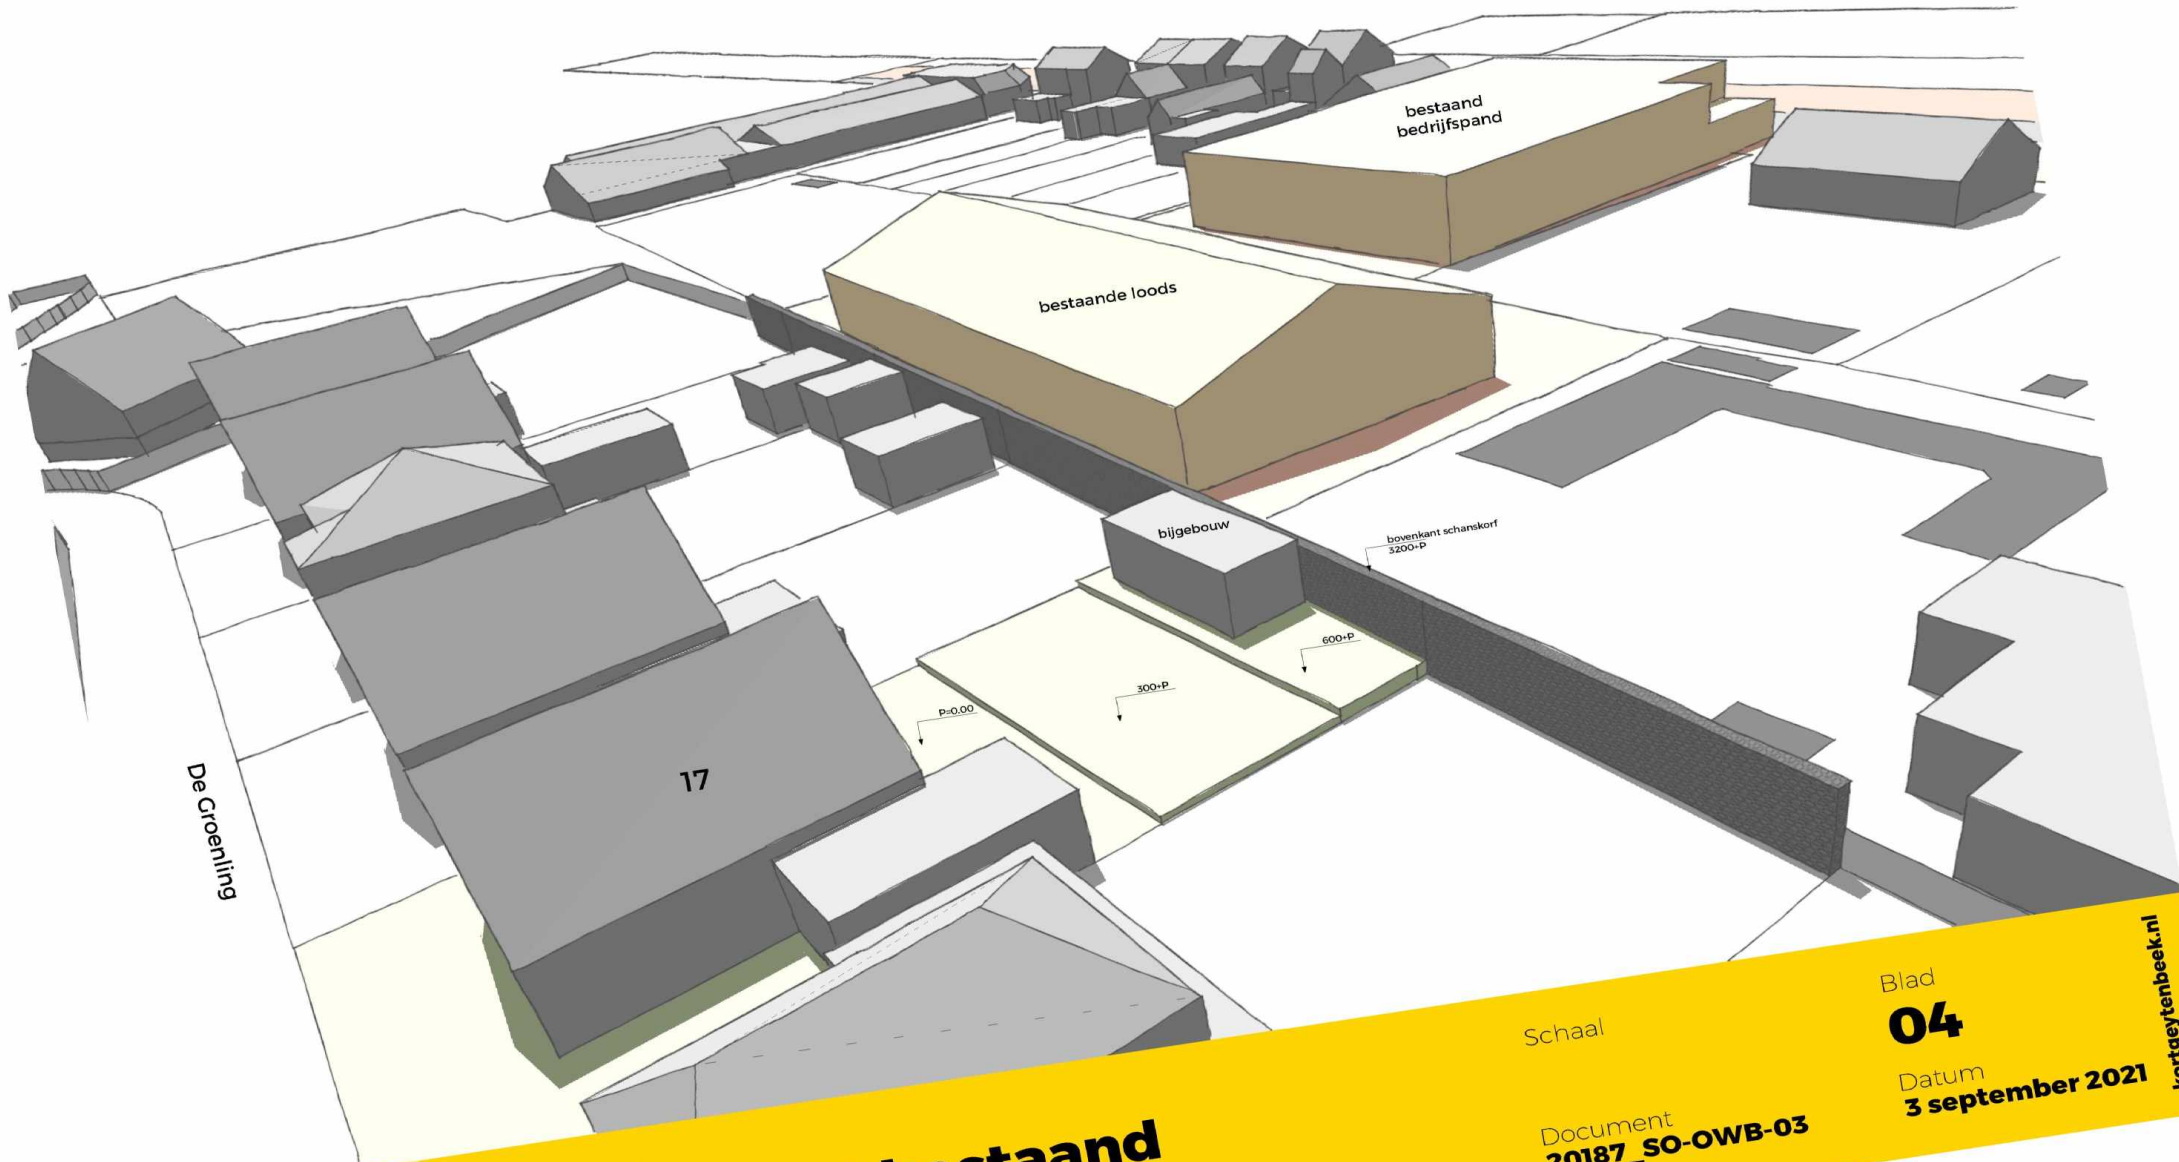 bestaand
bedrijfspand
bestaande loods
bijgebouw
bovenkant schanskorf
3200+P
600+P
300+P
P=0.00
17
De Groenling
Schaal
Blad
04
Datum
3 september 2021
Document
20187_SO-OWB-03
bestaand
kortgeytenbeek.nl